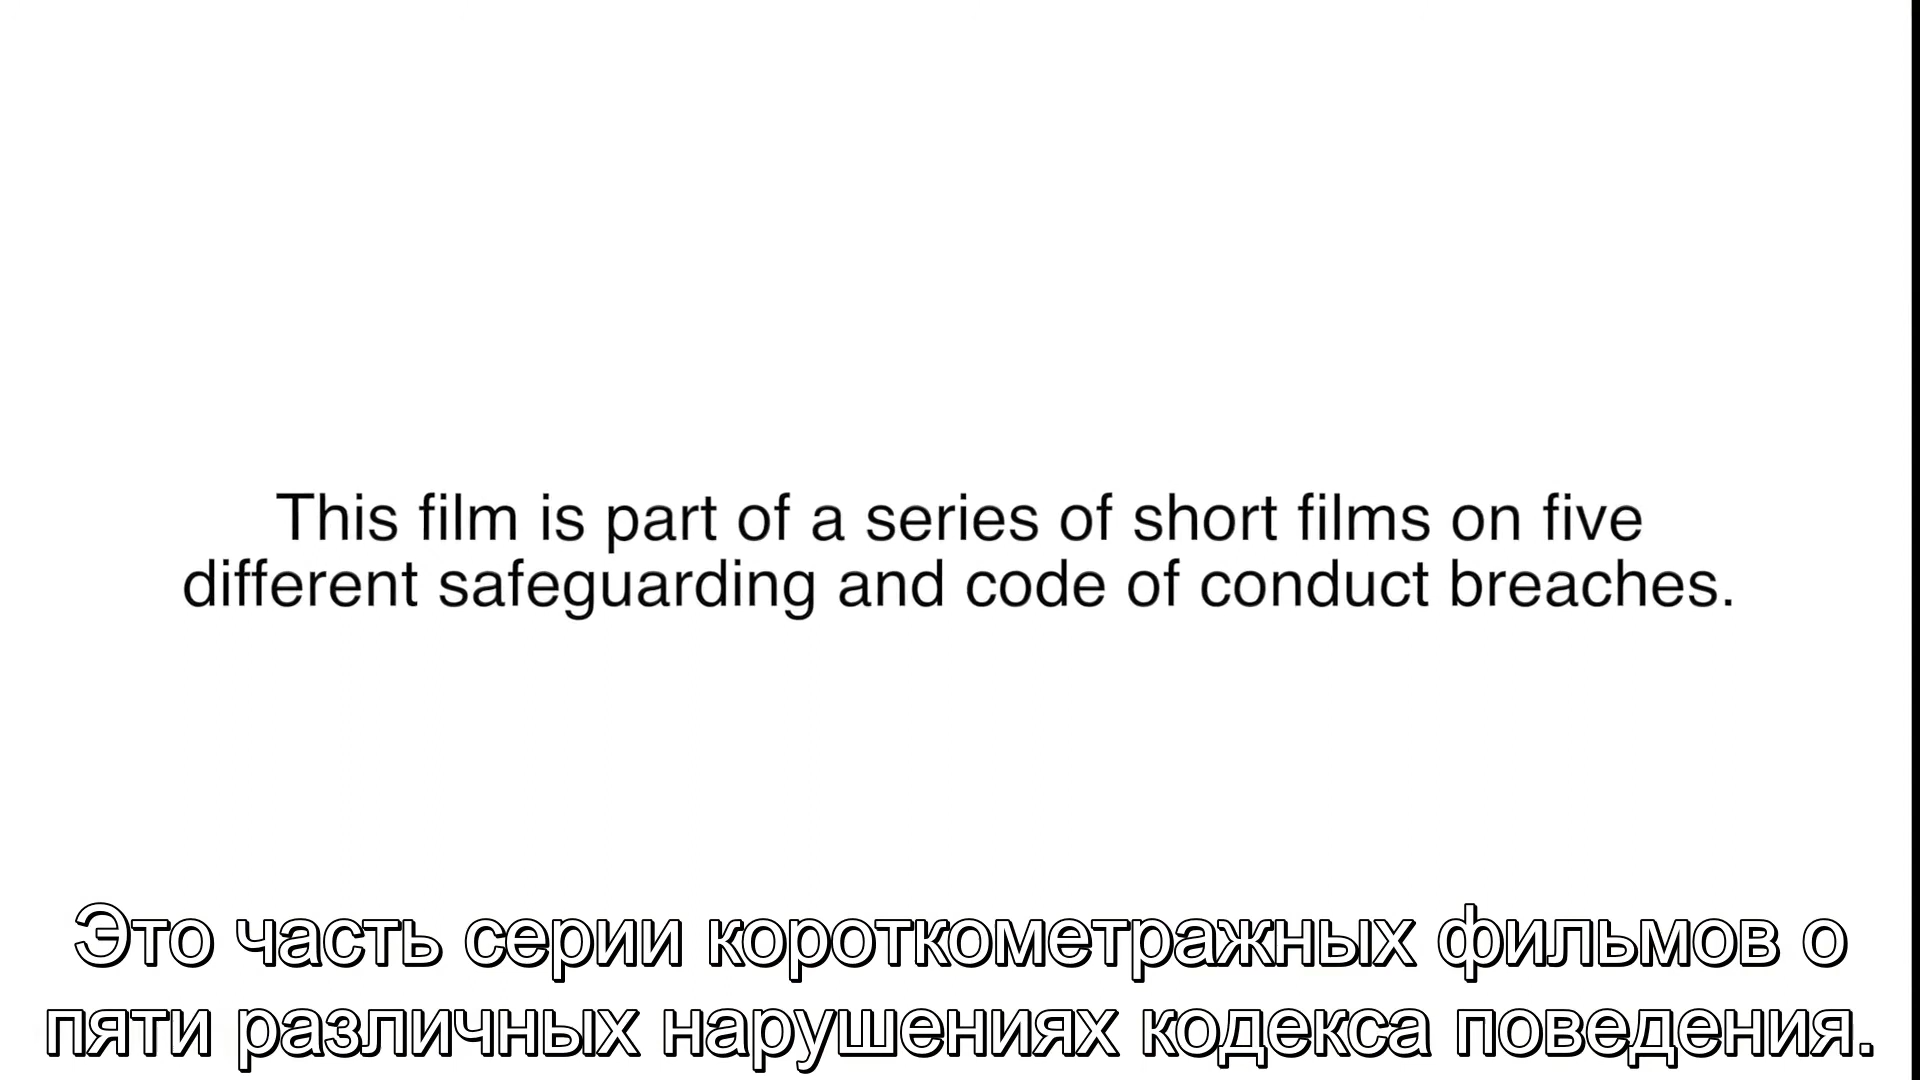 This film is part of a series of short films on five
different safeguarding and code of conduct breaches.
Это часть серии короткометражных фильмов о
пяти различных нарушениях кодекса поведения.